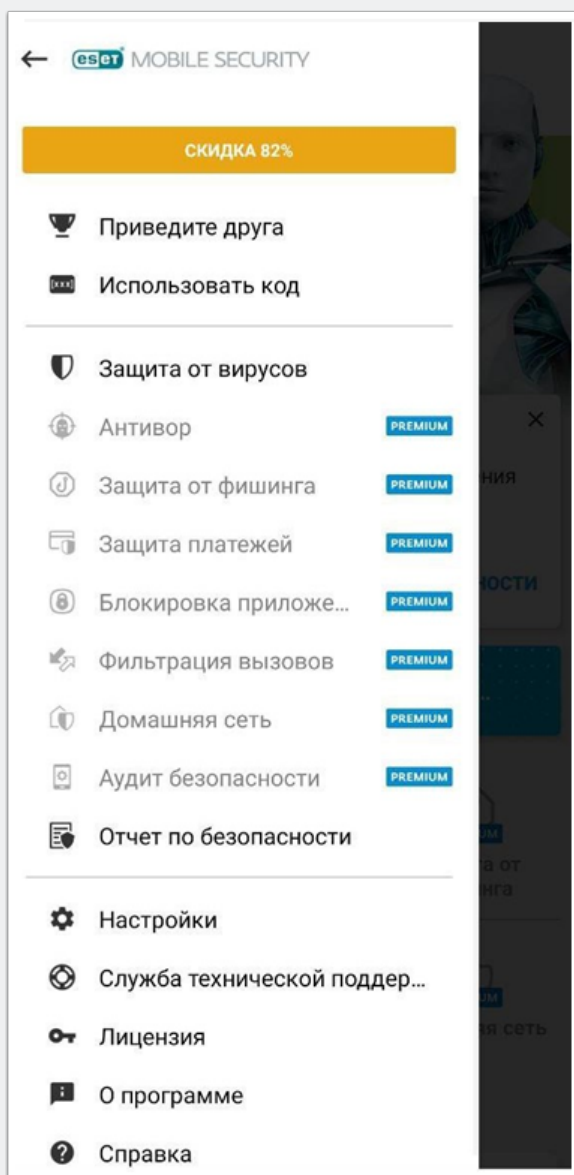 eset MOBILE SECURITY
СКИДКА 82%
Приведите друга
Использовать код
Защита от вирусов
Антивор PREMIUM
Защита от фишинга PREMIUM
Защита платежей PREMIUM
Блокировка приложе... PREMIUM
Фильтрация вызовов PREMIUM
Домашняя сеть PREMIUM
Аудит безопасности PREMIUM
Отчет по безопасности
Настройки
Служба технической поддер...
Лицензия
О программе
Справка